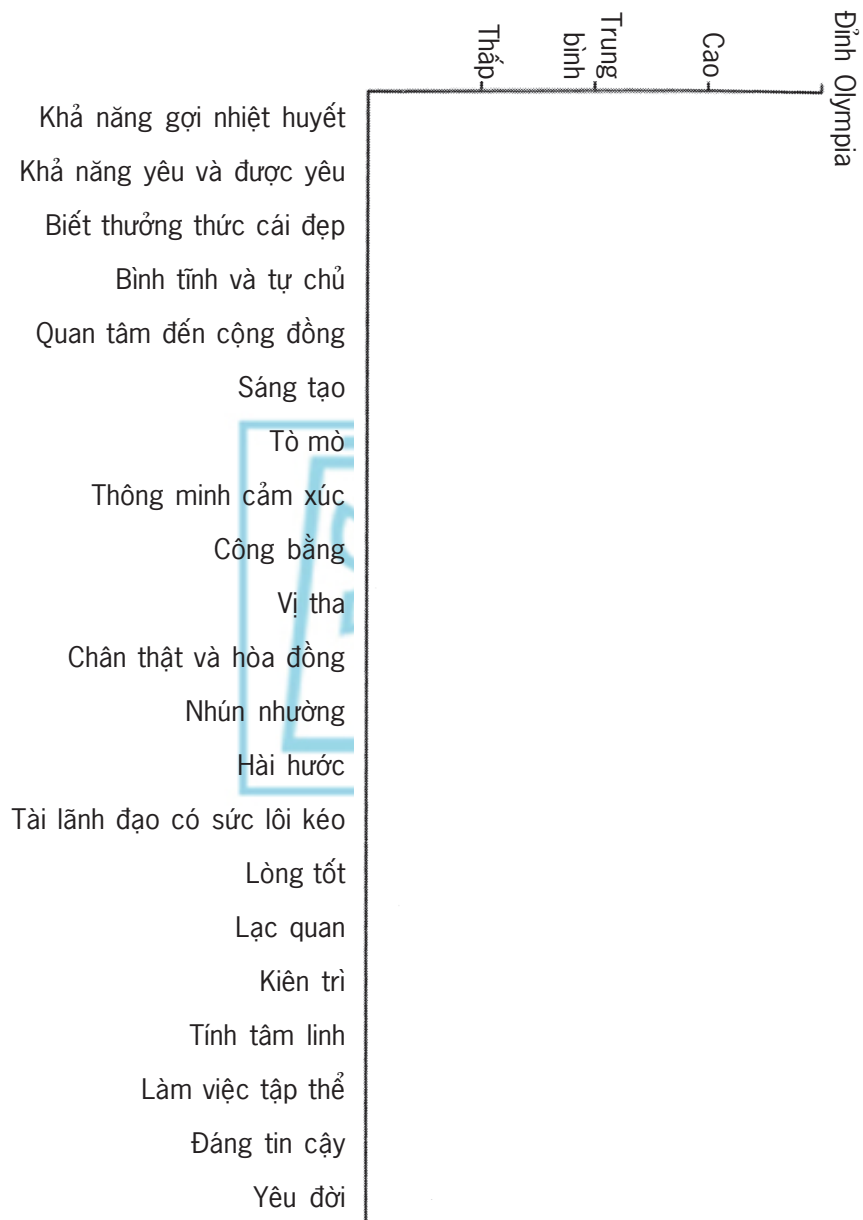 Thấp
Trung
bình
Cao
Đỉnh Olympia
Khả năng gợi nhiệt huyết
Khả năng yêu và được yêu
Biết thưởng thức cái đẹp
Bình tĩnh và tự chủ
Quan tâm đến cộng đồng
Sáng tạo
Tò mò
Thông minh cảm xúc
Công bằng
Vị tha
Chân thật và hòa đồng
Nhún nhường
Hài hước
Tài lãnh đạo có sức lôi kéo
Lòng tốt
Lạc quan
Kiên trì
Tính tâm linh
Làm việc tập thể
Đáng tin cậy
Yêu đời